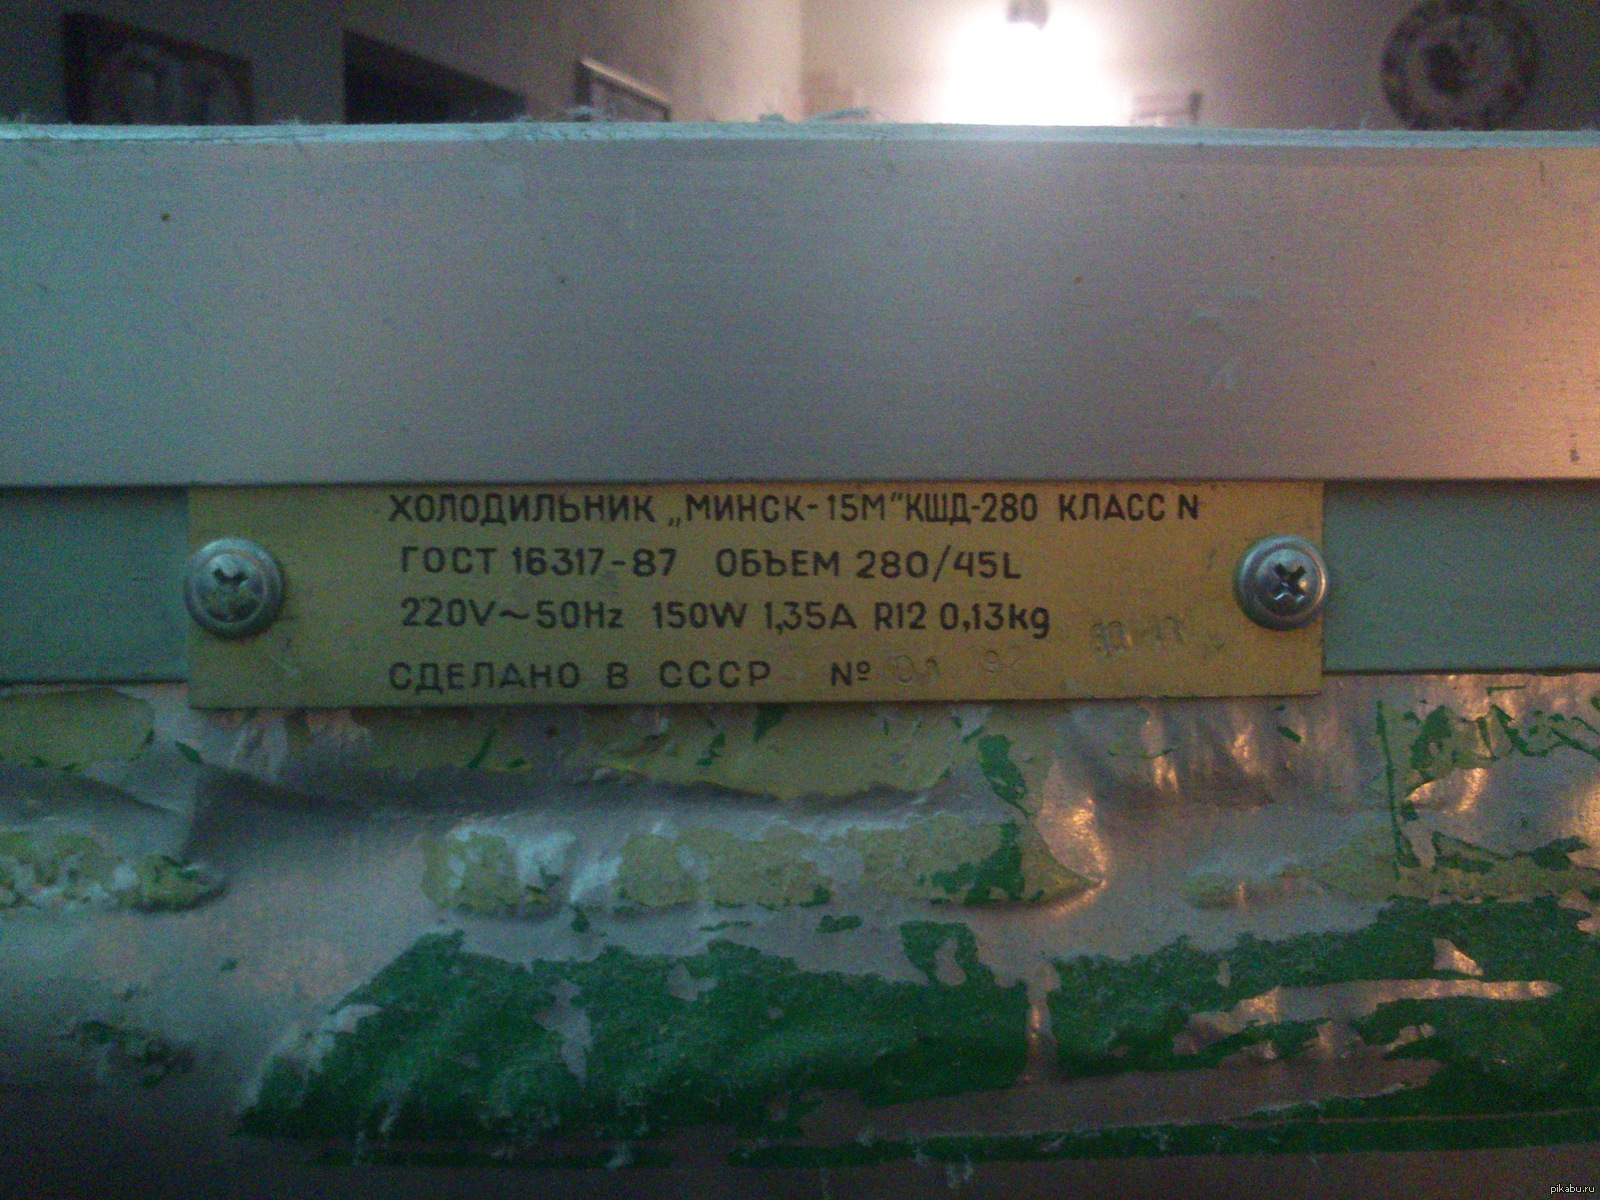 ХОЛОДИЛЬНИК „МИНСК-15М“ КШД-280 КЛАСС N
ГОСТ 16317-87 ОБЪЕМ 280/45L
220V~50Hz 150W 1,35A R12 0,13kg
СДЕЛАНО В СССР №
pikabu.ru